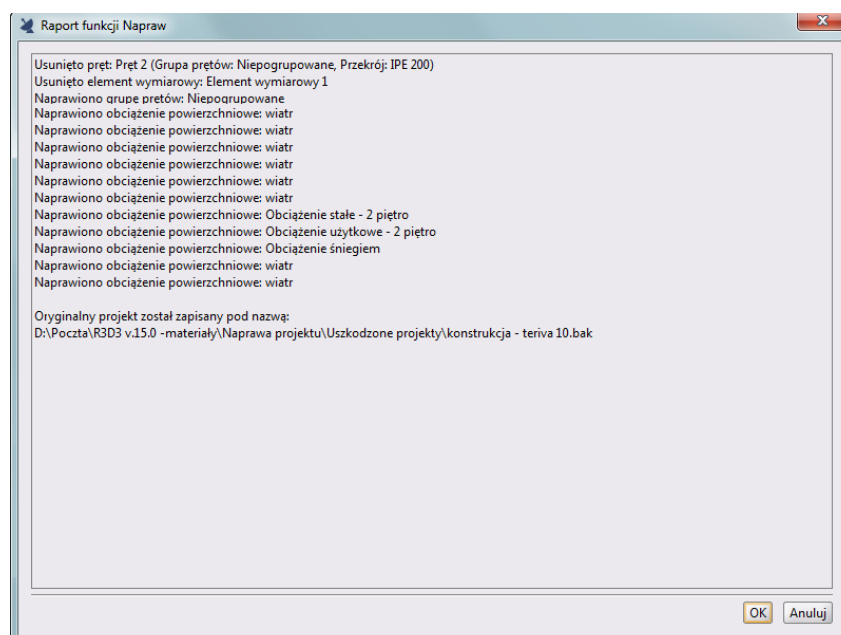 Raport funkcji Napraw
Usunięto pręt: Pręt 2 (Grupa prętów: Niepogrupowane, Przekrój: IPE 200)
Usunięto element wymiarowy: Element wymiarowy 1
Naprawiono grupę prętów: Niepogrupowane
Naprawiono obciążenie powierzchniowe: wiatr
Naprawiono obciążenie powierzchniowe: wiatr
Naprawiono obciążenie powierzchniowe: wiatr
Naprawiono obciążenie powierzchniowe: wiatr
Naprawiono obciążenie powierzchniowe: wiatr
Naprawiono obciążenie powierzchniowe: wiatr
Naprawiono obciążenie powierzchniowe: Obciążenie stałe - 2 piętro
Naprawiono obciążenie powierzchniowe: Obciążenie użytkowe - 2 piętro
Naprawiono obciążenie powierzchniowe: Obciążenie śniegiem
Naprawiono obciążenie powierzchniowe: wiatr
Naprawiono obciążenie powierzchniowe: wiatr
Oryginalny projekt został zapisany pod nazwą:
D:\Poczta\R3D3 v.15.0 -materiały\Naprawa projektu\Uszkodzone projekty\konstrukcja - teriva 10.bak
OK Anuluj